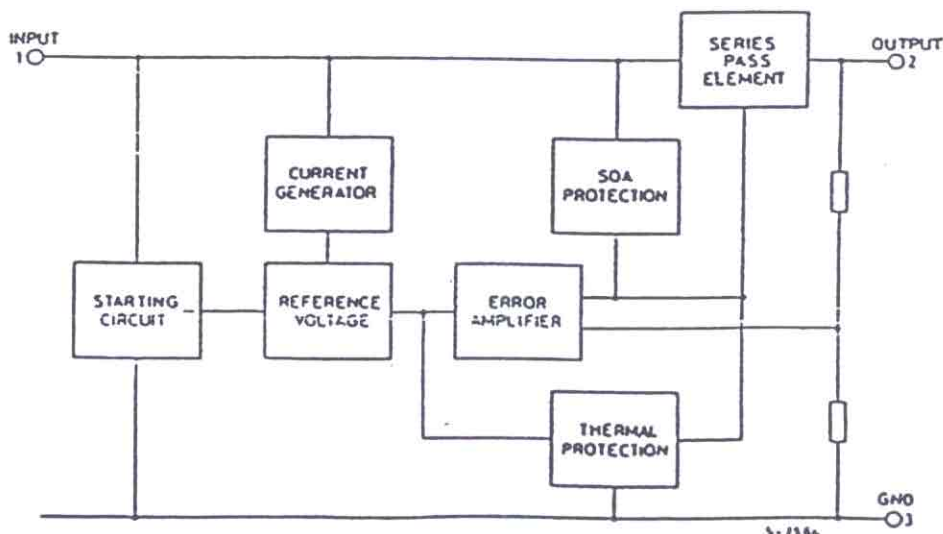 INPUT
1
SERIES
PASS
ELEMENT
OUTPUT
2
CURRENT
GENERATOR
SOA
PROTECTION
STARTING
CIRCUIT
REFERENCE
VOLTAGE
ERROR
AMPLIFIER
THERMAL
PROTECTION
GND
3